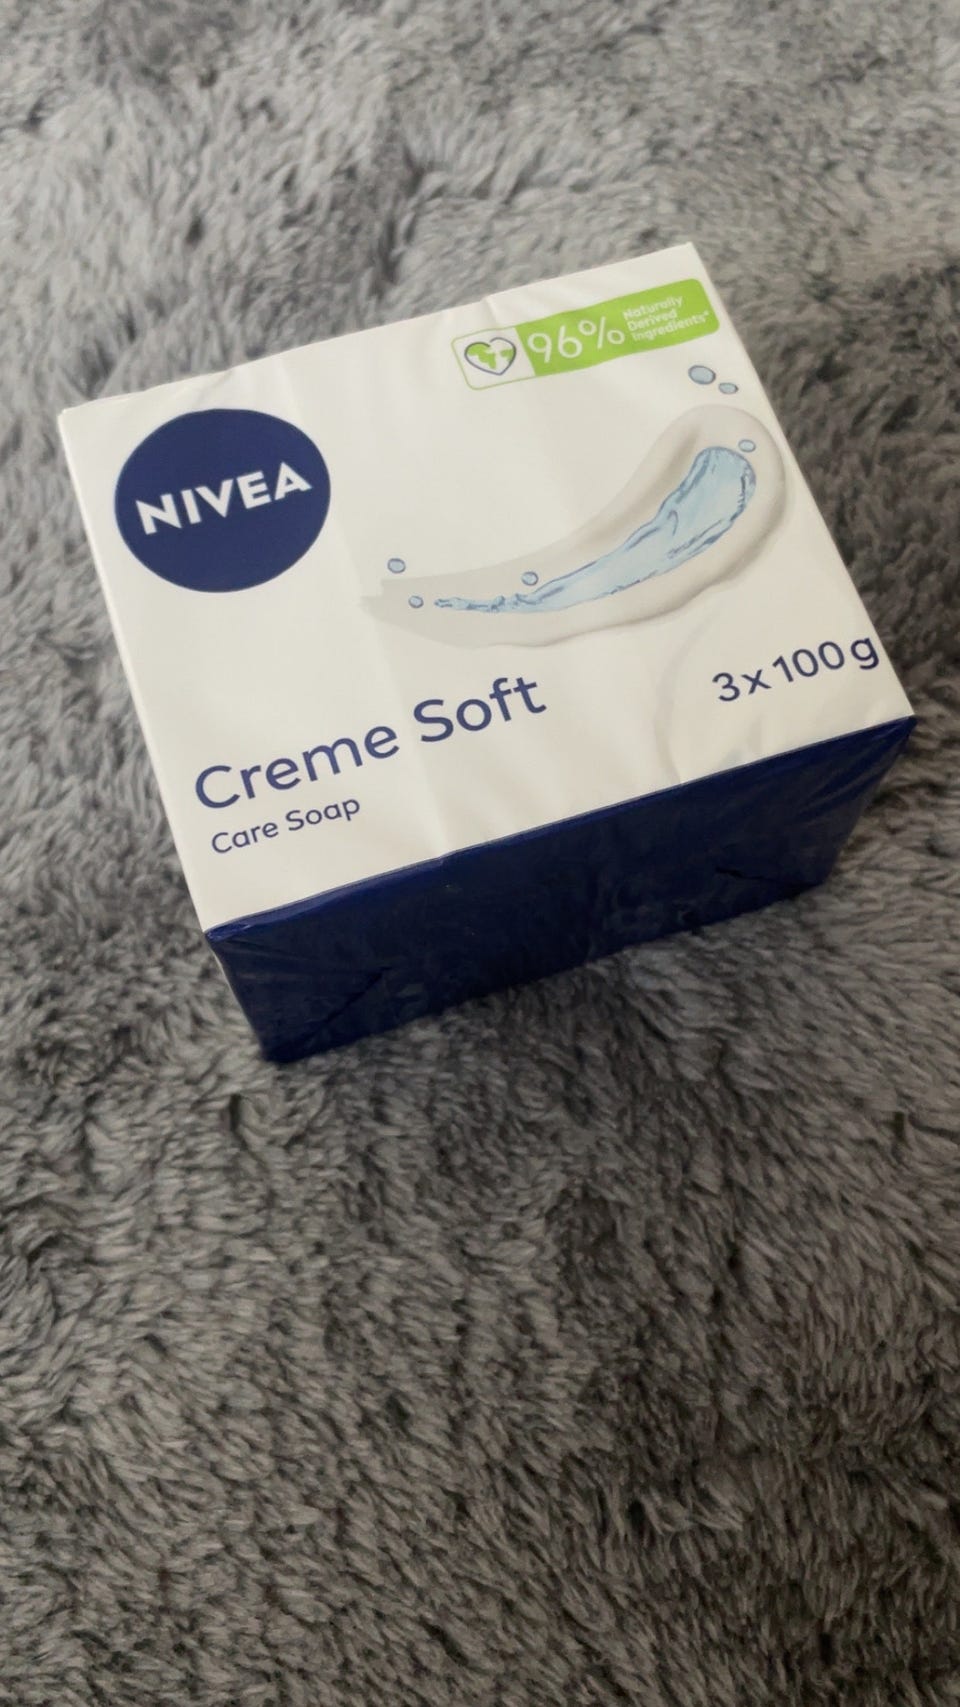 96%
Naturally
Derived
Ingredients*
NIVEA
Creme Soft
Care Soap
3x100g